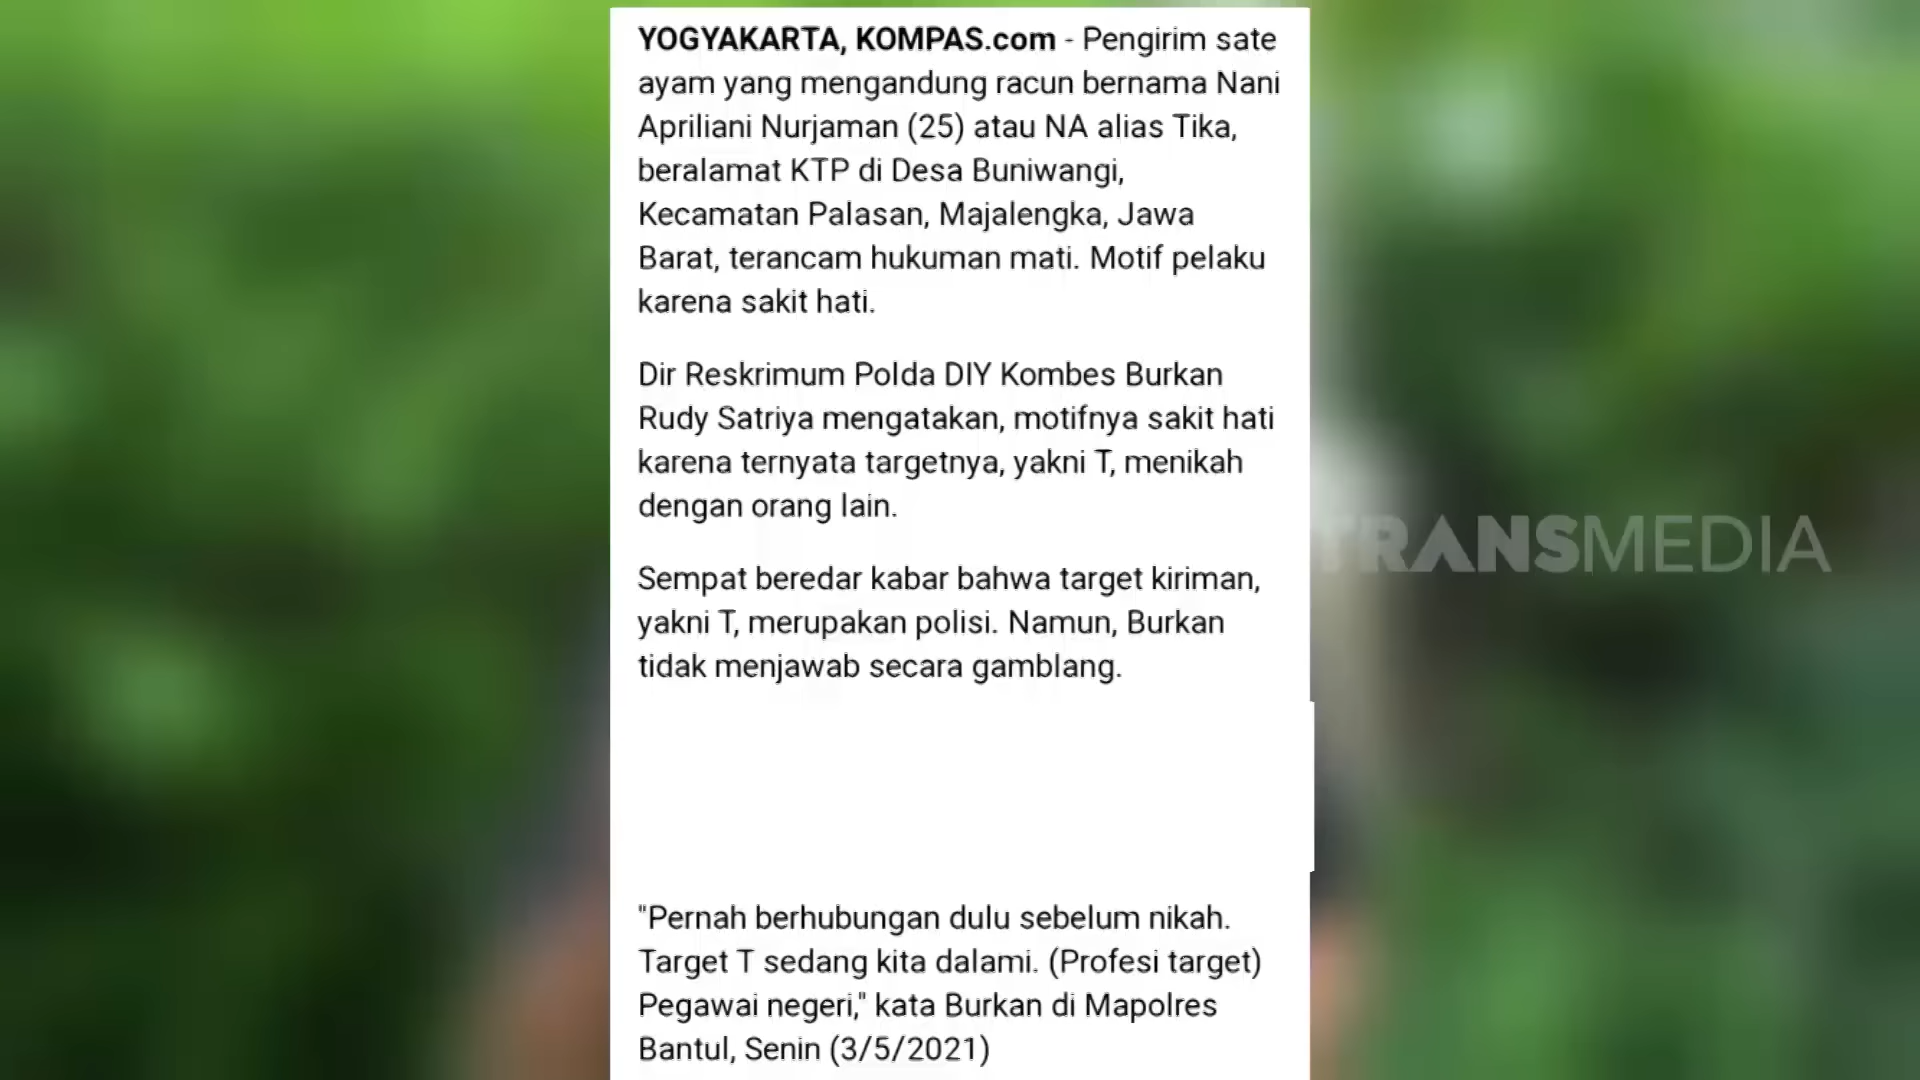 YOGYAKARTA, KOMPAS.com - Pengirim sate
ayam yang mengandung racun bernama Nani
Apriliani Nurjaman (25) atau NA alias Tika,
beralamat KTP di Desa Buniwangi,
Kecamatan Palasan, Majalengka, Jawa
Barat, terancam hukuman mati. Motif pelaku
karena sakit hati.
Dir Reskrimum Polda DIY Kombes Burkan
Rudy Satriya mengatakan, motifnya sakit hati
karena ternyata targetnya, yakni T, menikah
dengan orang lain.
Sempat beredar kabar bahwa target kiriman,
yakni T, merupakan polisi. Namun, Burkan
tidak menjawab secara gamblang.
"Pernah berhubungan dulu sebelum nikah.
Target T sedang kita dalami. (Profesi target)
Pegawai negeri," kata Burkan di Mapolres
Bantul, Senin (3/5/2021)
TRANSMEDIA